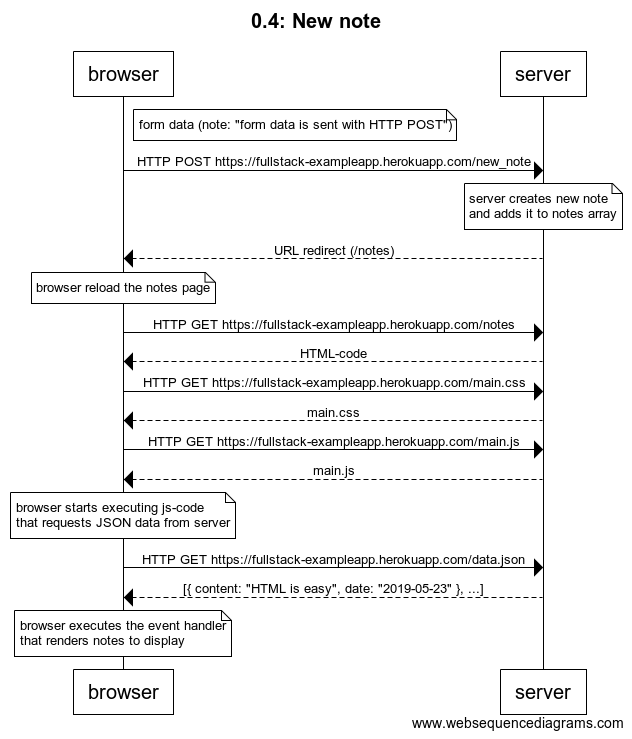 0.4: New note
browser
server
form data (note: "form data is sent with HTTP POST")
HTTP POST https://fullstack-exampleapp.herokuapp.com/new_note
server creates new note
and adds it to notes array
URL redirect (/notes)
browser reload the notes page
HTTP GET https://fullstack-exampleapp.herokuapp.com/notes
HTML-code
HTTP GET https://fullstack-exampleapp.herokuapp.com/main.css
main.css
HTTP GET https://fullstack-exampleapp.herokuapp.com/main.js
main.js
browser starts executing js-code
that requests JSON data from server
HTTP GET https://fullstack-exampleapp.herokuapp.com/data.json
[{ content: "HTML is easy", date: "2019-05-23" }, ...]
browser executes the event handler
that renders notes to display
browser
server
www.websequencediagrams.com